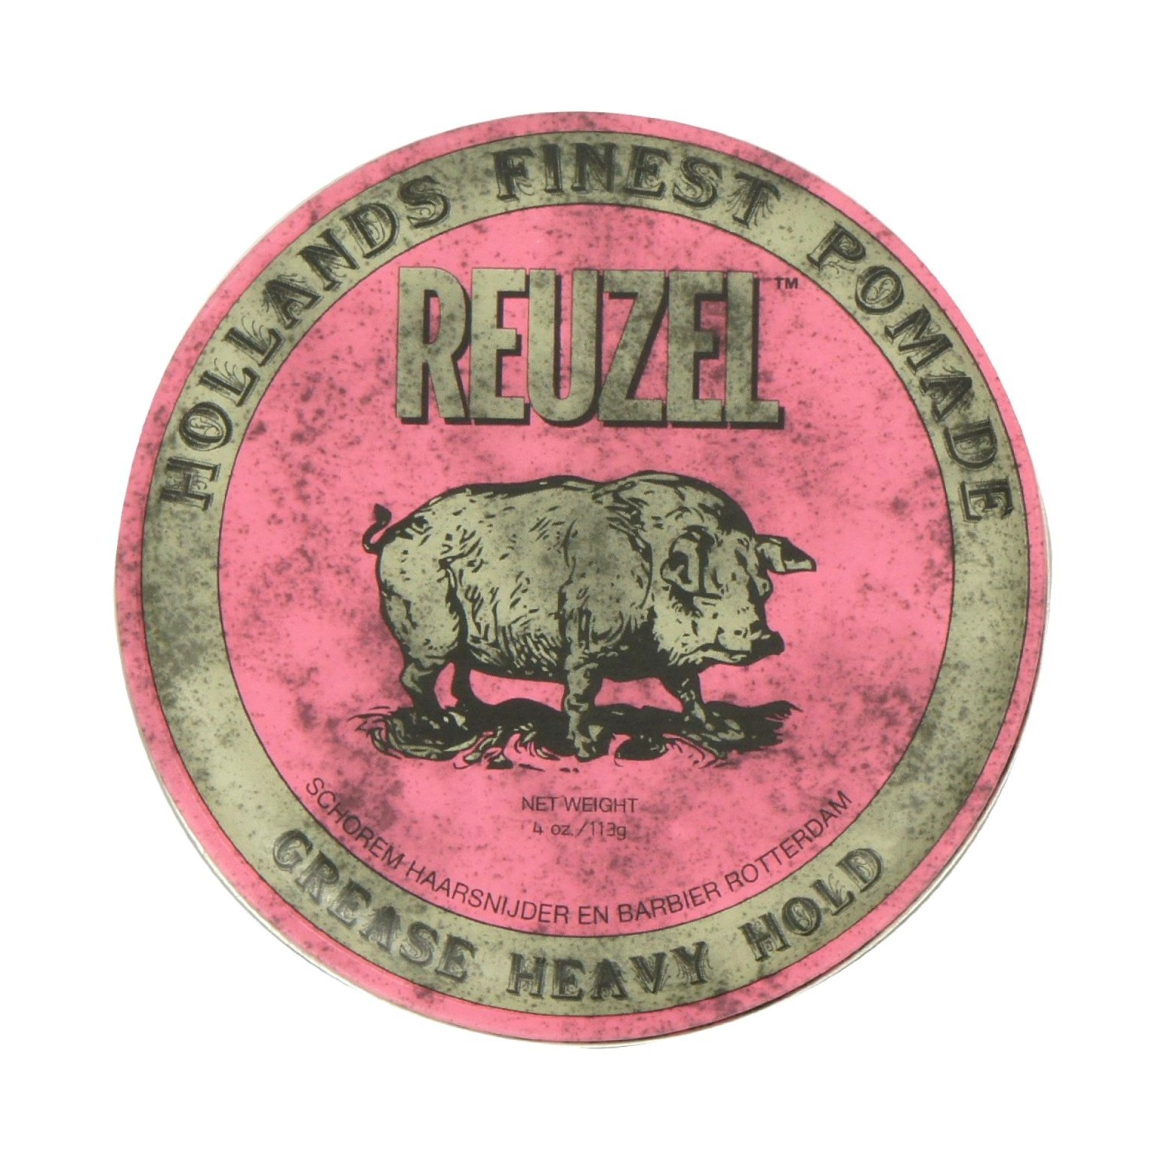 HOLLANDS FINEST POMADE
REUZEL™
NET WEIGHT
4 oz./113g
SCHOREM HAARSNIJDER EN BARBIER ROTTERDAM
GREASE HEAVY HOLD